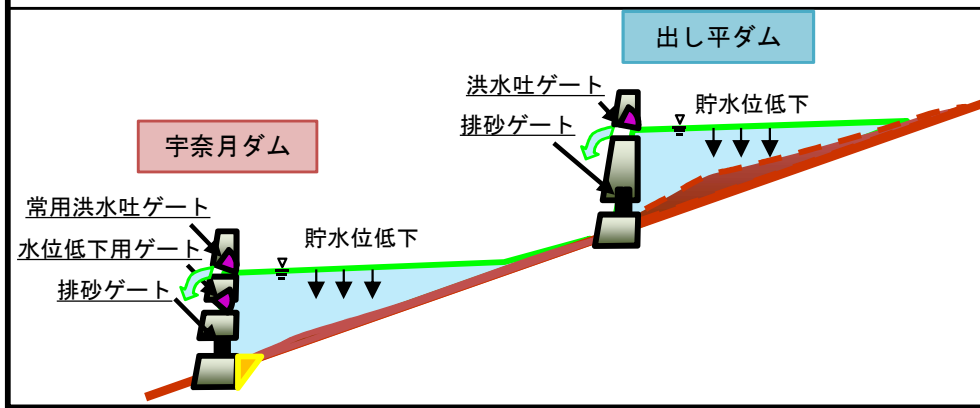 出し平ダム
洪水吐ゲート
貯水位低下
排砂ゲート
宇奈月ダム
常用洪水吐ゲート
水位低下用ゲート
貯水位低下
排砂ゲート